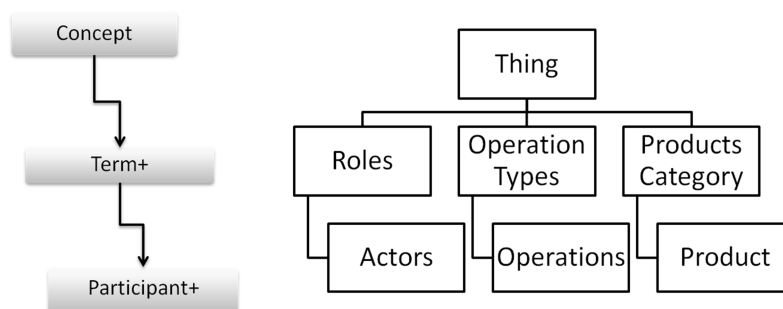 Concept
Term+
Participant+
Thing
Roles
Operation
Types
Products
Category
Actors
Operations
Product